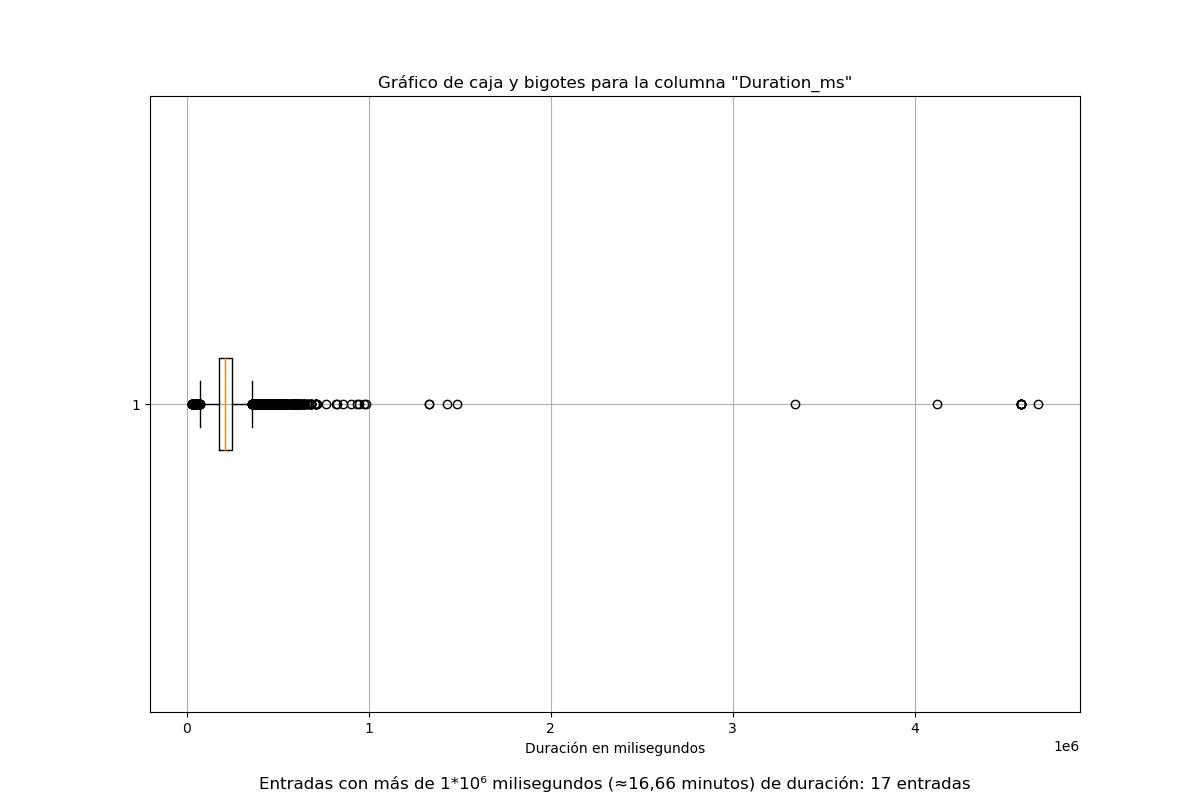 Gráfico de caja y bigotes para la columna "Duration_ms"
1
0 1 2 3 4
1e6
Duración en milisegundos
Entradas con más de 1*10⁶ milisegundos (≈16,66 minutos) de duración: 17 entradas